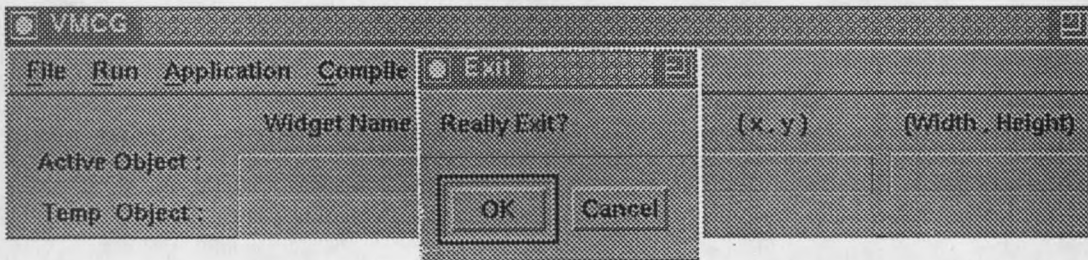 VMCG
File Run Application Compile
Exit
Widget Name
Really Exit?
(x , y)
(Width , Height)
Active Object :
Temp Object :
OK
Cancel